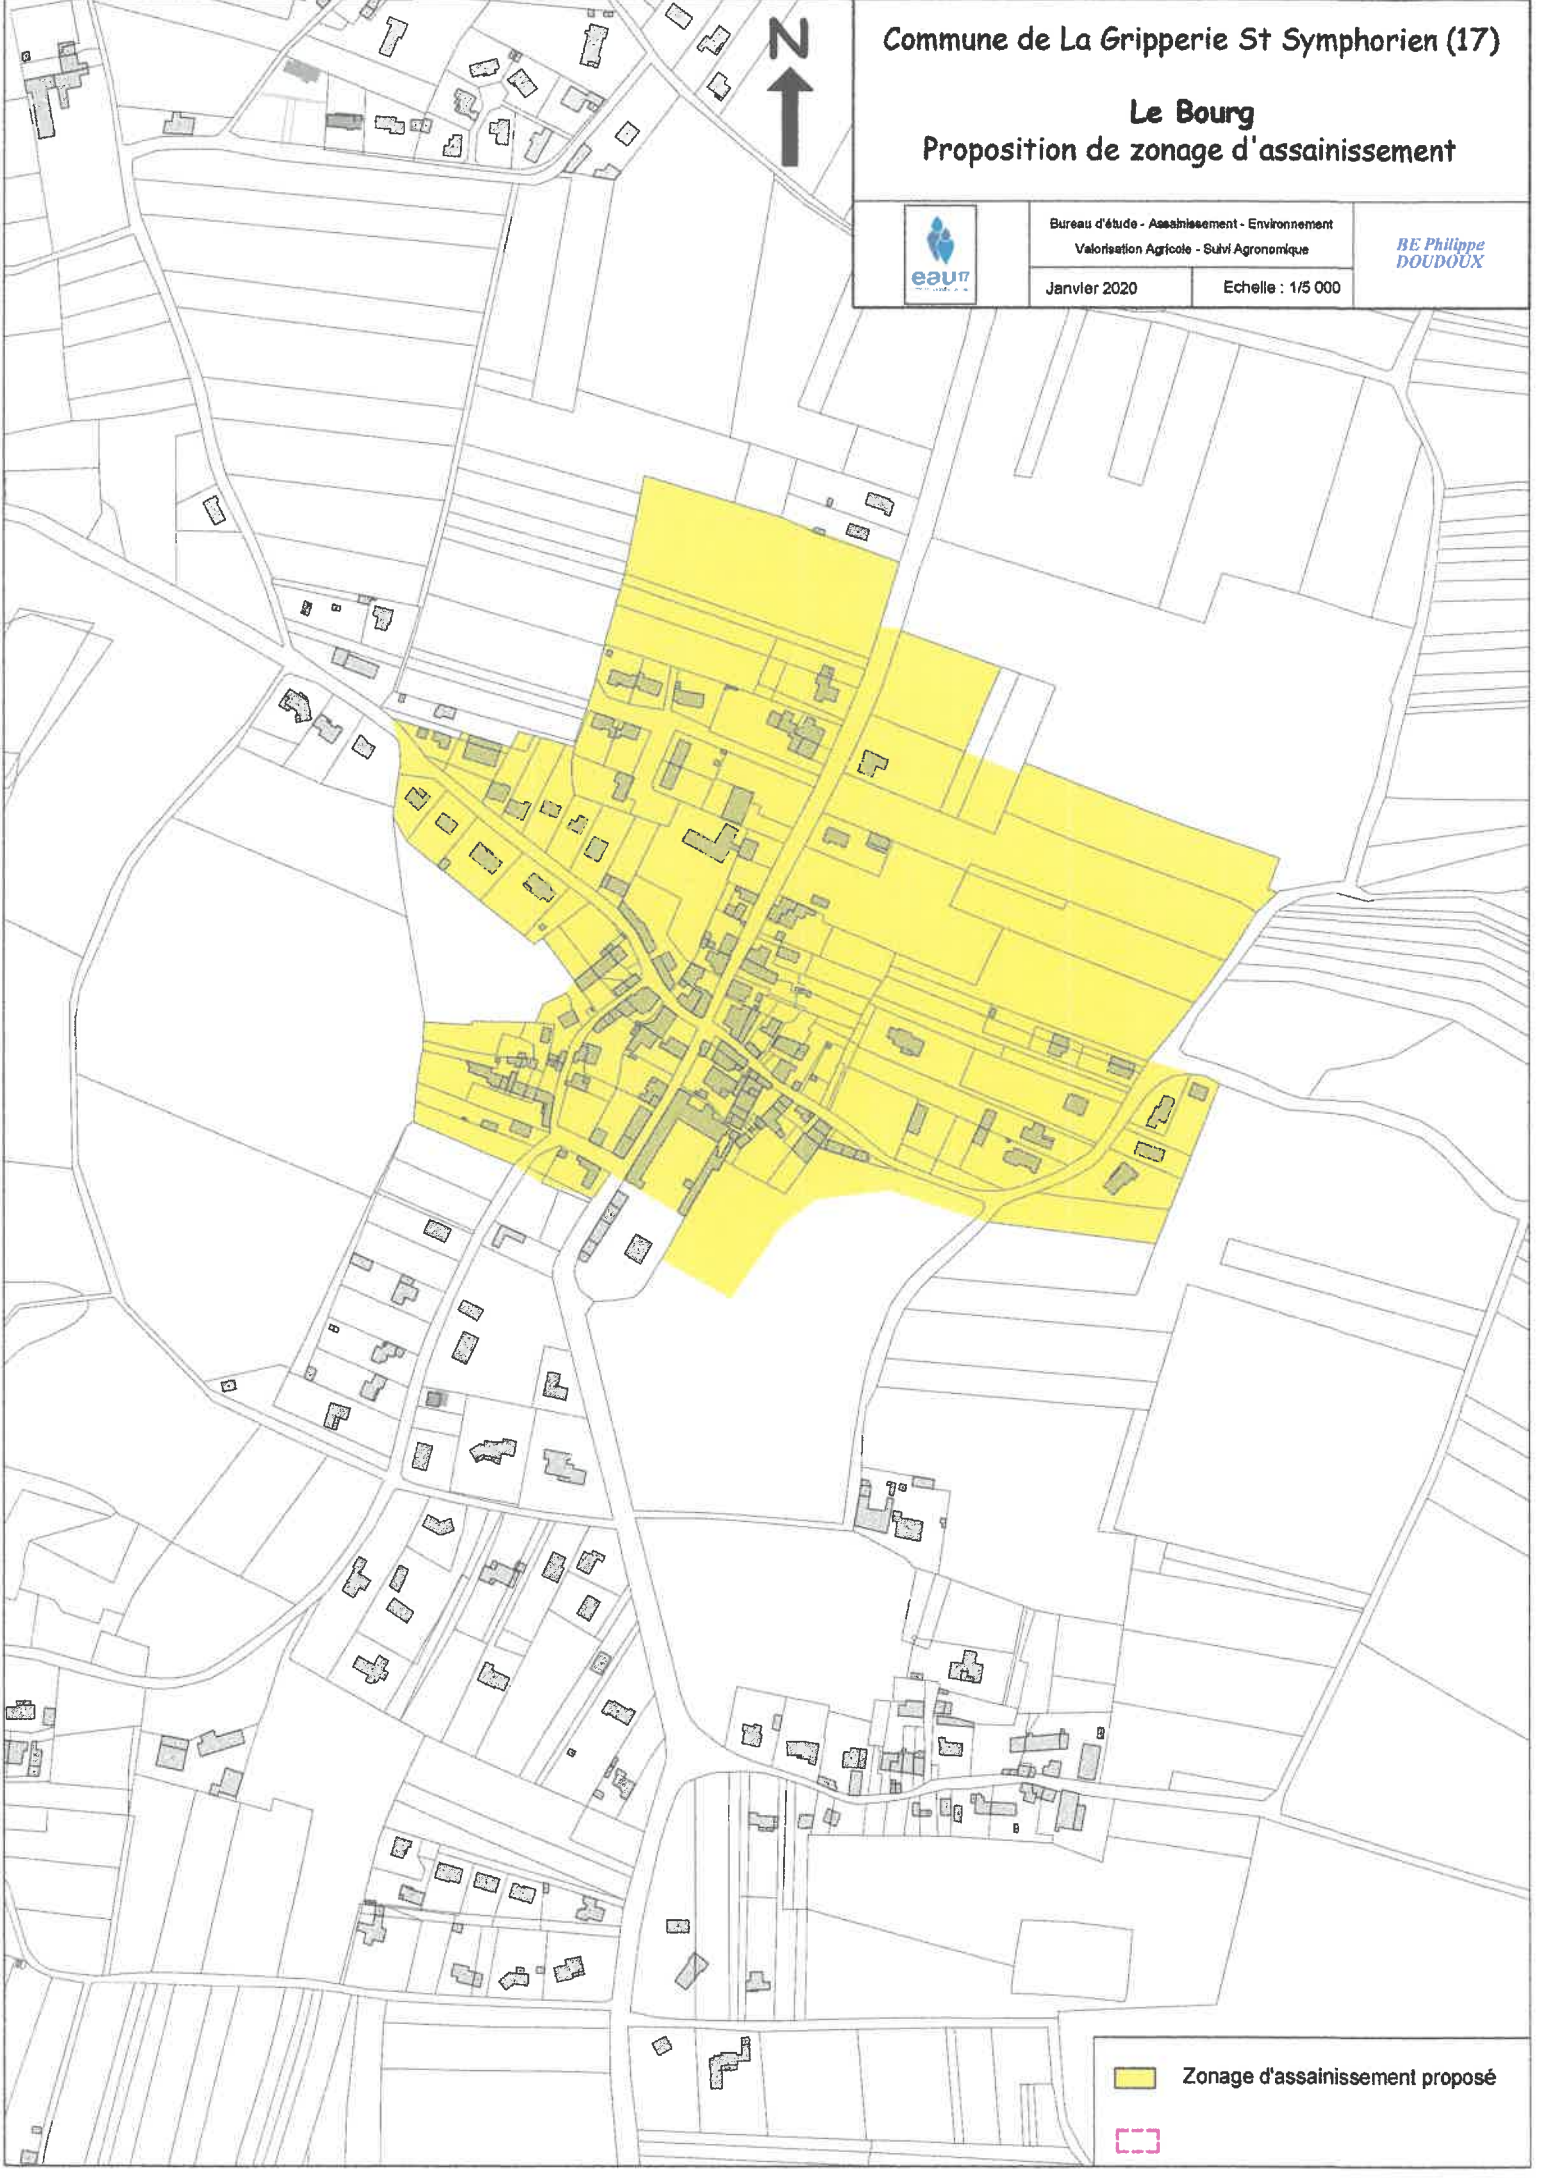 N
Commune de La Gripperie St Symphorien (17)
Le Bourg
Proposition de zonage d'assainissement
eau17
Bureau d'étude - Assainissement - Environnement
Valorisation Agricole - Suivi Agronomique
Janvier 2020
Echelle : 1/5 000
BE Philippe
DOUDOUX
Zonage d'assainissement proposé